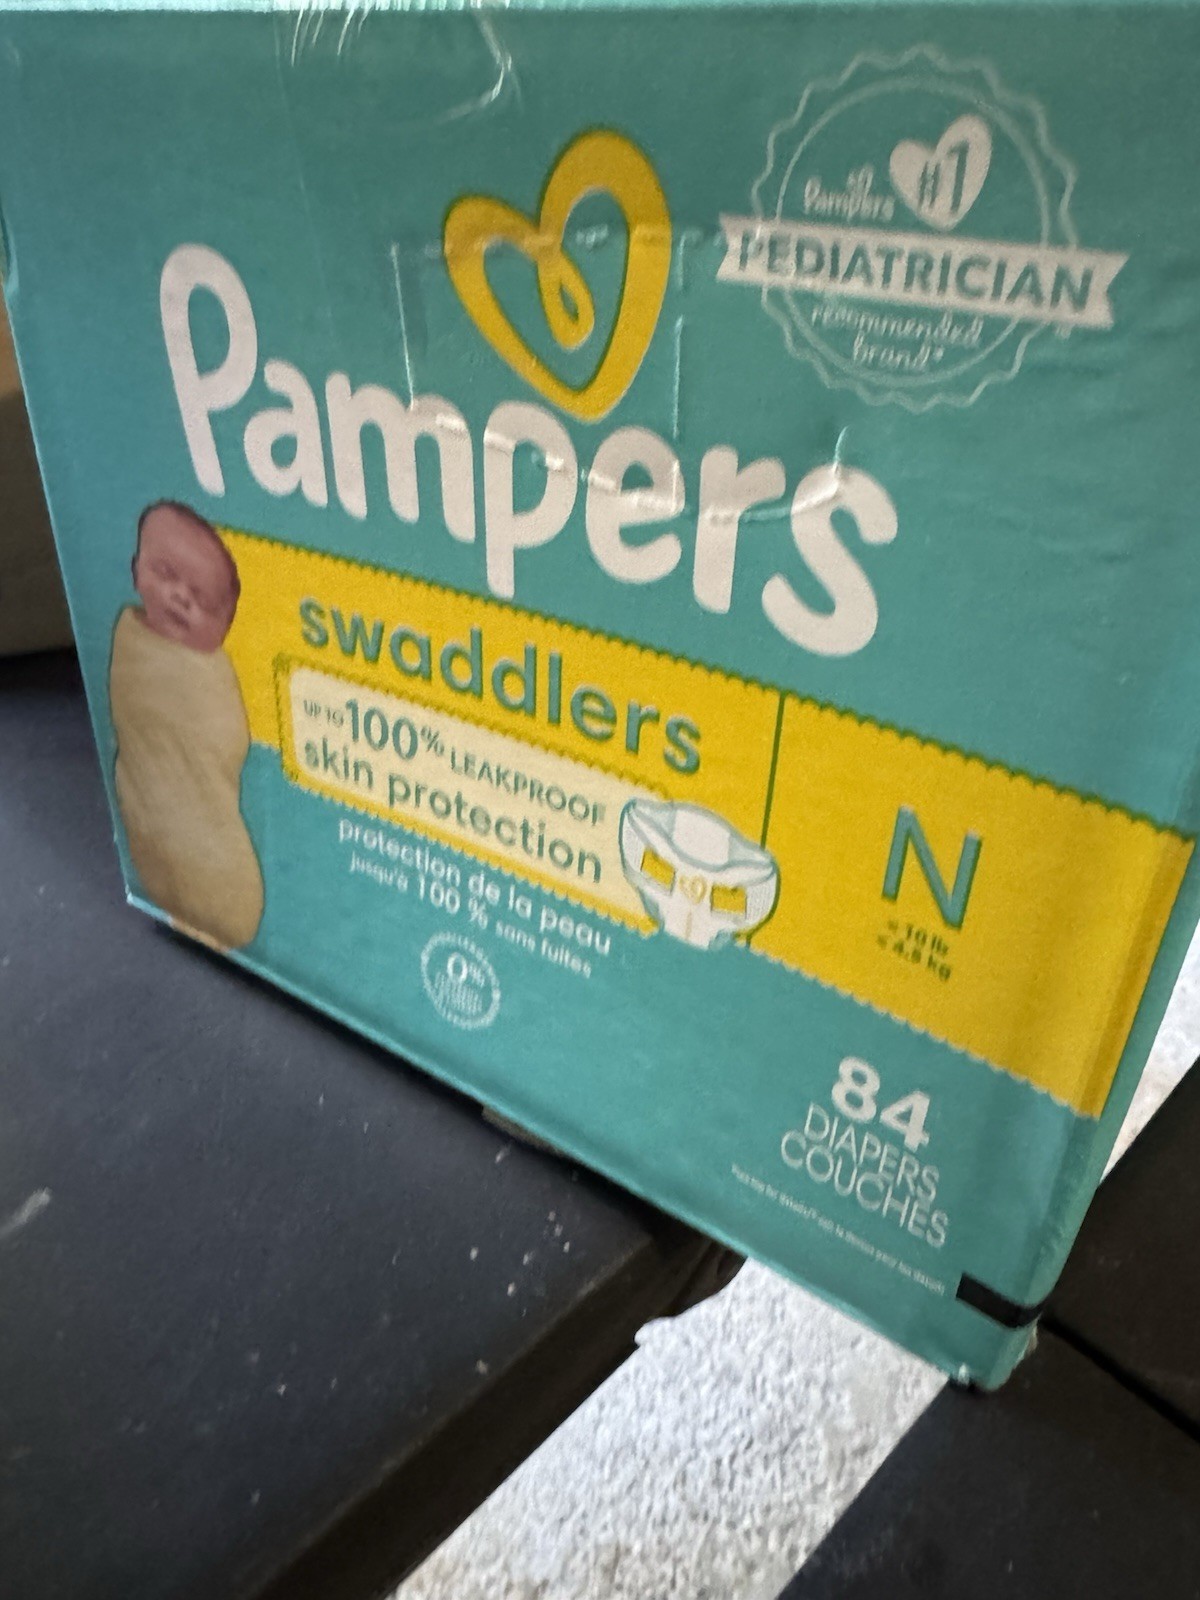 Pampers #1
PEDIATRICIAN
recommended
brand*
Pampers
swaddlers
UP TO 100% LEAKPROOF
skin protection
protection de la peau
jusqu'à 100 % sans fuites
0%
N
< 10 lb
< 4.5 kg
84
DIAPERS
COUCHES